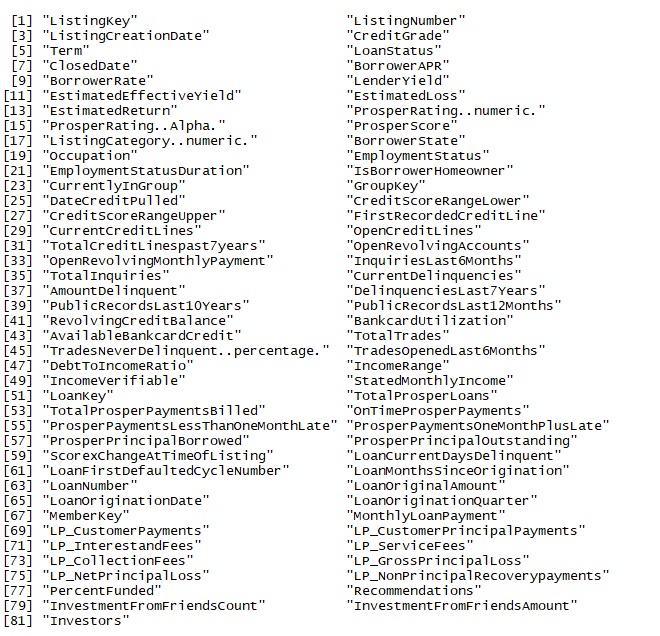 [1] "ListingKey" "ListingNumber"
[3] "ListingCreationDate" "CreditGrade"
[5] "Term" "LoanStatus"
[7] "ClosedDate" "BorrowerAPR"
[9] "BorrowerRate" "LenderYield"
[11] "EstimatedEffectiveYield" "EstimatedLoss"
[13] "EstimatedReturn" "ProsperRating..numeric."
[15] "ProsperRating..Alpha." "ProsperScore"
[17] "ListingCategory..numeric." "BorrowerState"
[19] "Occupation" "EmploymentStatus"
[21] "EmploymentStatusDuration" "IsBorrowerHomeowner"
[23] "CurrentlyInGroup" "GroupKey"
[25] "DateCreditPulled" "CreditScoreRangeLower"
[27] "CreditScoreRangeUpper" "FirstRecordedCreditLine"
[29] "CurrentCreditLines" "OpenCreditLines"
[31] "TotalCreditLinespast7years" "OpenRevolvingAccounts"
[33] "OpenRevolvingMonthlyPayment" "InquiriesLast6Months"
[35] "TotalInquiries" "CurrentDelinquencies"
[37] "AmountDelinquent" "DelinquenciesLast7Years"
[39] "PublicRecordsLast10Years" "PublicRecordsLast12Months"
[41] "RevolvingCreditBalance" "BankcardUtilization"
[43] "AvailableBankcardCredit" "TotalTrades"
[45] "TradesNeverDelinquent..percentage." "TradesOpenedLast6Months"
[47] "DebtToIncomeRatio" "IncomeRange"
[49] "IncomeVerifiable" "StatedMonthlyIncome"
[51] "LoanKey" "TotalProsperLoans"
[53] "TotalProsperPaymentsBilled" "OnTimeProsperPayments"
[55] "ProsperPaymentsLessThanOneMonthLate" "ProsperPaymentsOneMonthPlusLate"
[57] "ProsperPrincipalBorrowed" "ProsperPrincipalOutstanding"
[59] "ScorexChangeAtTimeOfListing" "LoanCurrentDaysDelinquent"
[61] "LoanFirstDefaultedCycleNumber" "LoanMonthsSinceOrigination"
[63] "LoanNumber" "LoanOriginalAmount"
[65] "LoanOriginationDate" "LoanOriginationQuarter"
[67] "MemberKey" "MonthlyLoanPayment"
[69] "LP_CustomerPayments" "LP_CustomerPrincipalPayments"
[71] "LP_InterestandFees" "LP_ServiceFees"
[73] "LP_CollectionFees" "LP_GrossPrincipalLoss"
[75] "LP_NetPrincipalLoss" "LP_NonPrincipalRecoverypayments"
[77] "PercentFunded" "Recommendations"
[79] "InvestmentFromFriendsCount" "InvestmentFromFriendsAmount"
[81] "Investors"